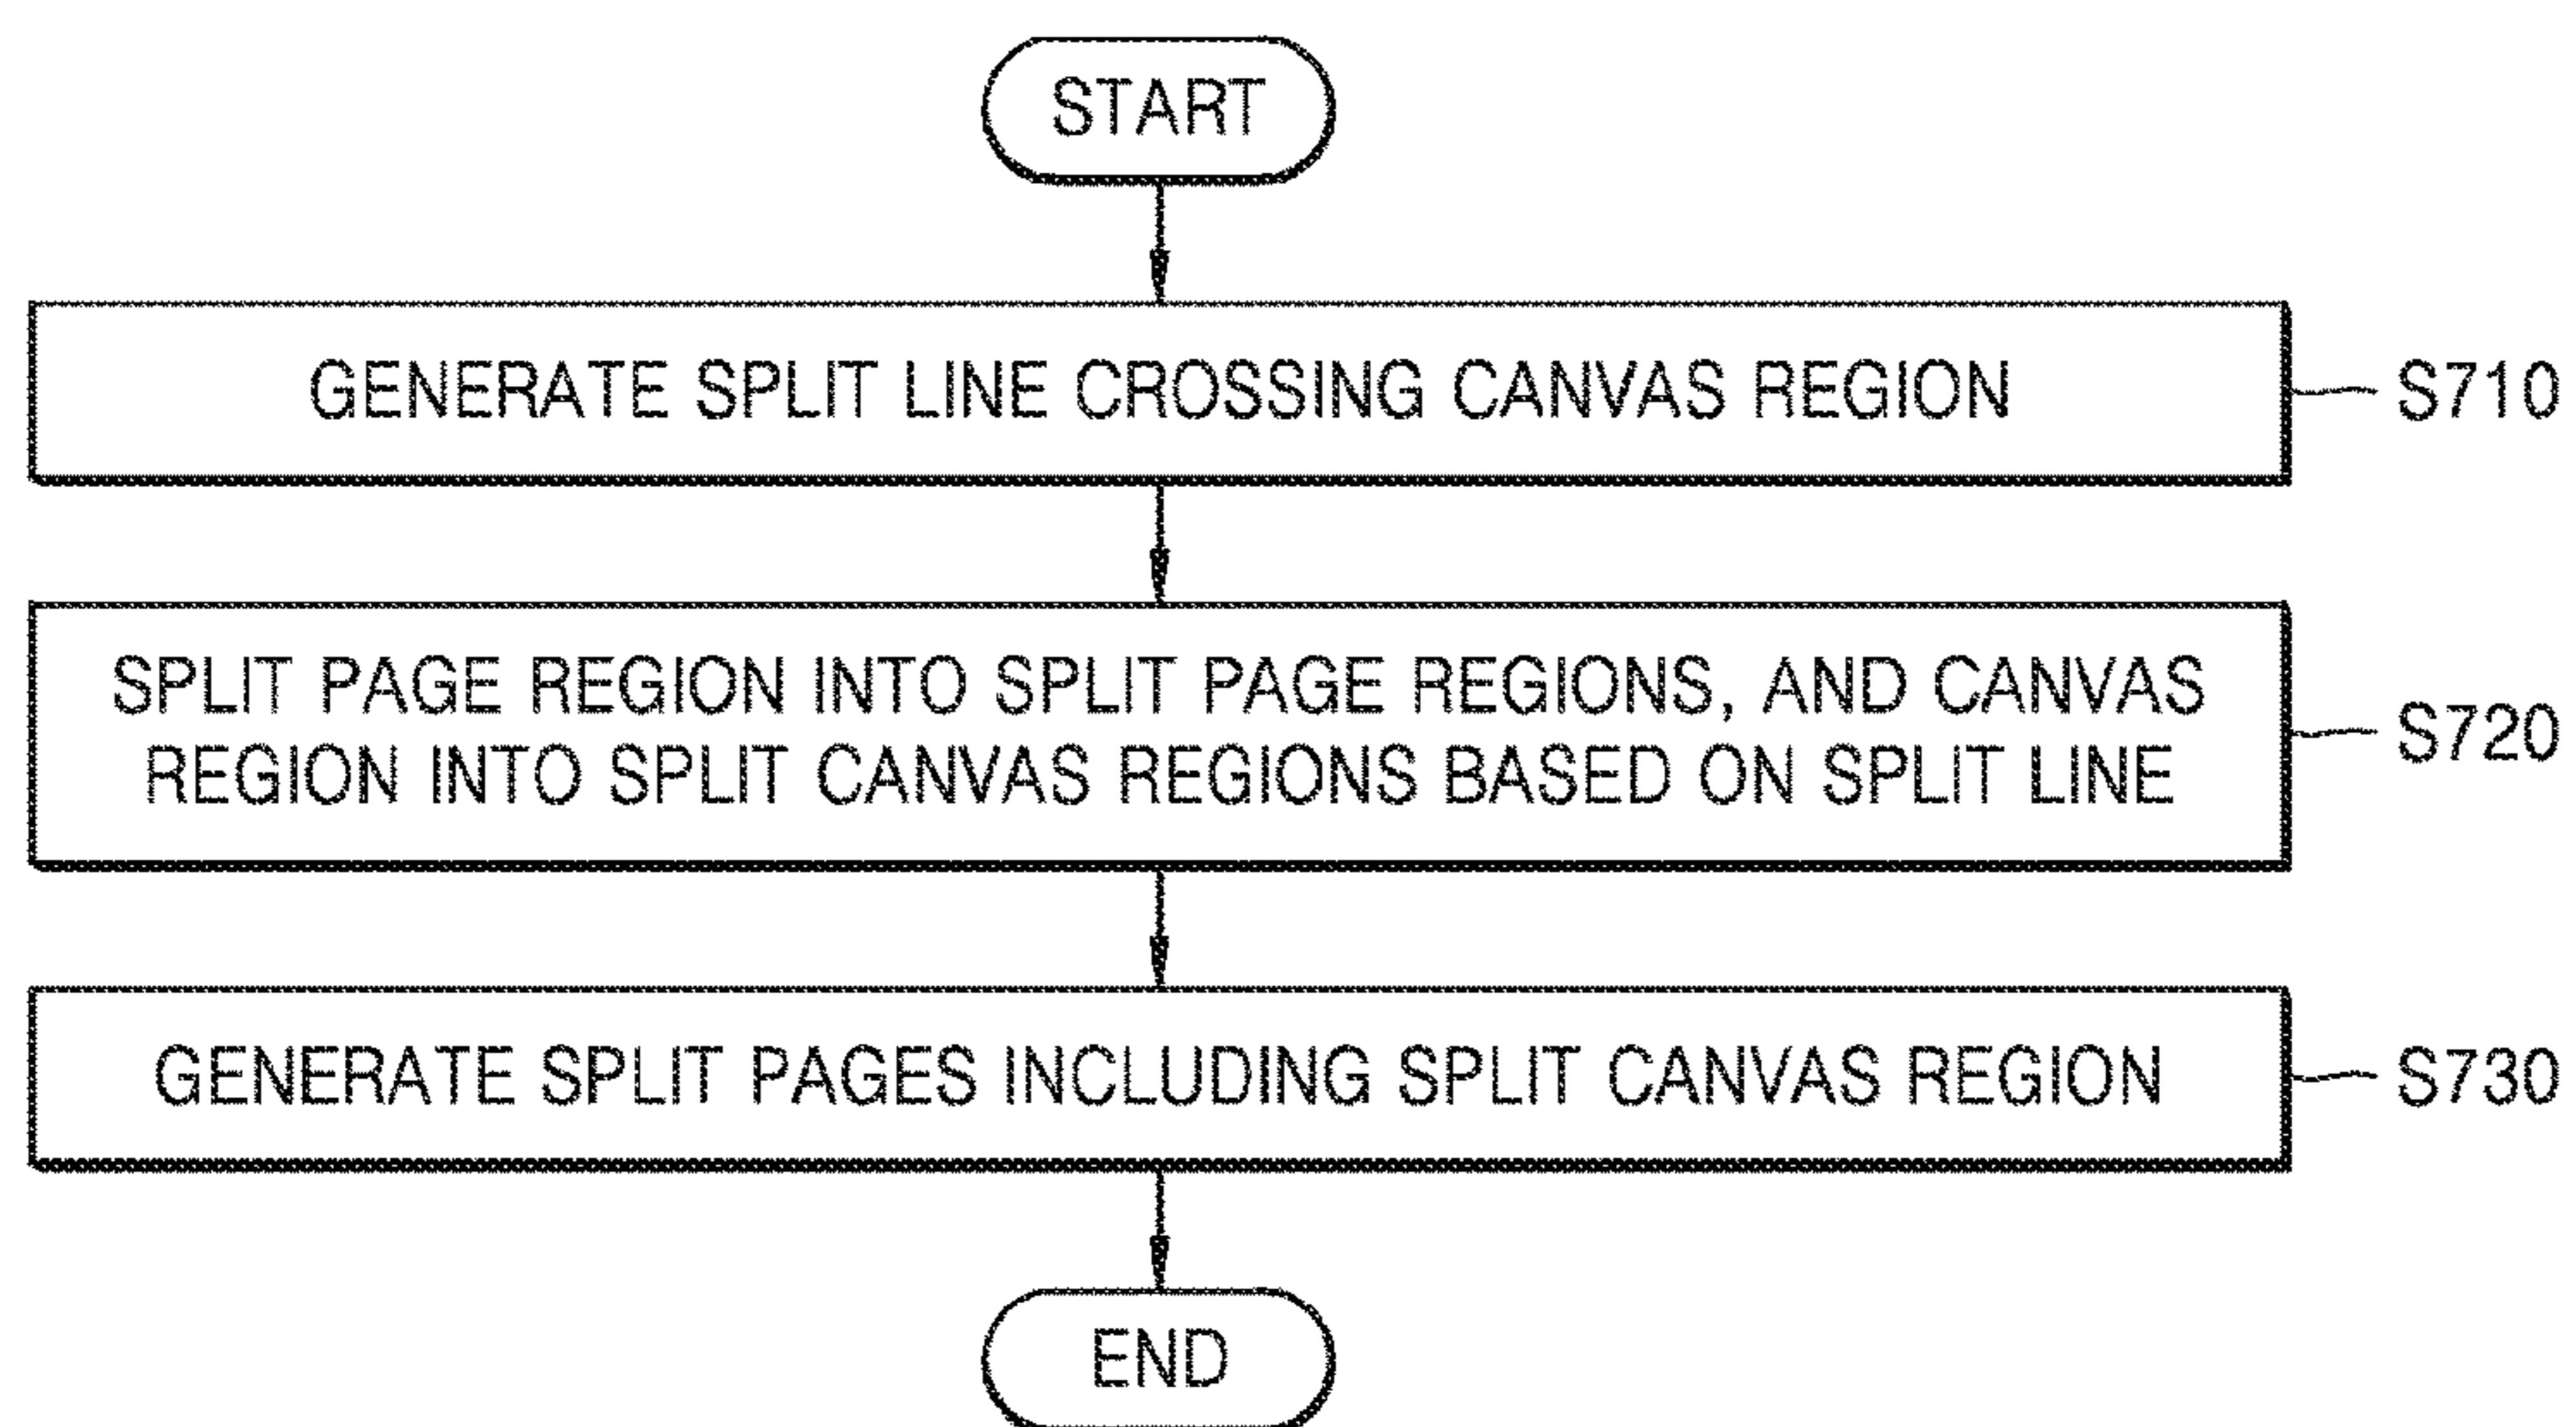 START
GENERATE SPLIT LINE CROSSING CANVAS REGION
S710
SPLIT PAGE REGION INTO SPLIT PAGE REGIONS, AND CANVAS
REGION INTO SPLIT CANVAS REGIONS BASED ON SPLIT LINE
S720
GENERATE SPLIT PAGES INCLUDING SPLIT CANVAS REGION
S730
END